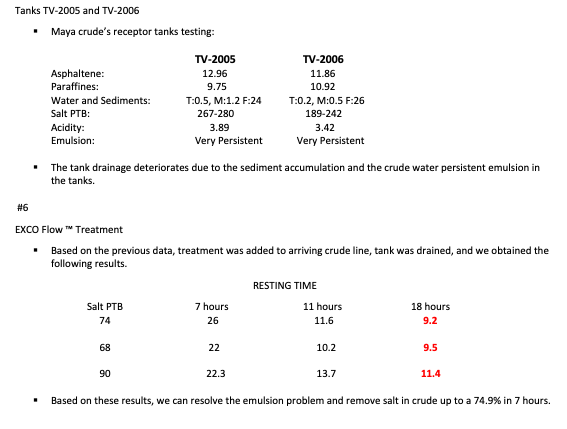 Tanks TV-2005 and TV-2006
▪ Maya crude's receptor tanks testing:
TV-2005 TV-2006
Asphaltene: 12.96 11.86
Paraffines: 9.75 10.92
Water and Sediments: T:0.5, M:1.2 F:24 T:0.2, M:0.5 F:26
Salt PTB: 267-280 189-242
Acidity: 3.89 3.42
Emulsion: Very Persistent Very Persistent
▪ The tank drainage deteriorates due to the sediment accumulation and the crude water persistent emulsion in
the tanks.
#6
EXCO Flow ™ Treatment
▪ Based on the previous data, treatment was added to arriving crude line, tank was drained, and we obtained the
following results.
RESTING TIME
Salt PTB 7 hours 11 hours 18 hours
74 26 11.6 9.2
68 22 10.2 9.5
90 22.3 13.7 11.4
▪ Based on these results, we can resolve the emulsion problem and remove salt in crude up to a 74.9% in 7 hours.